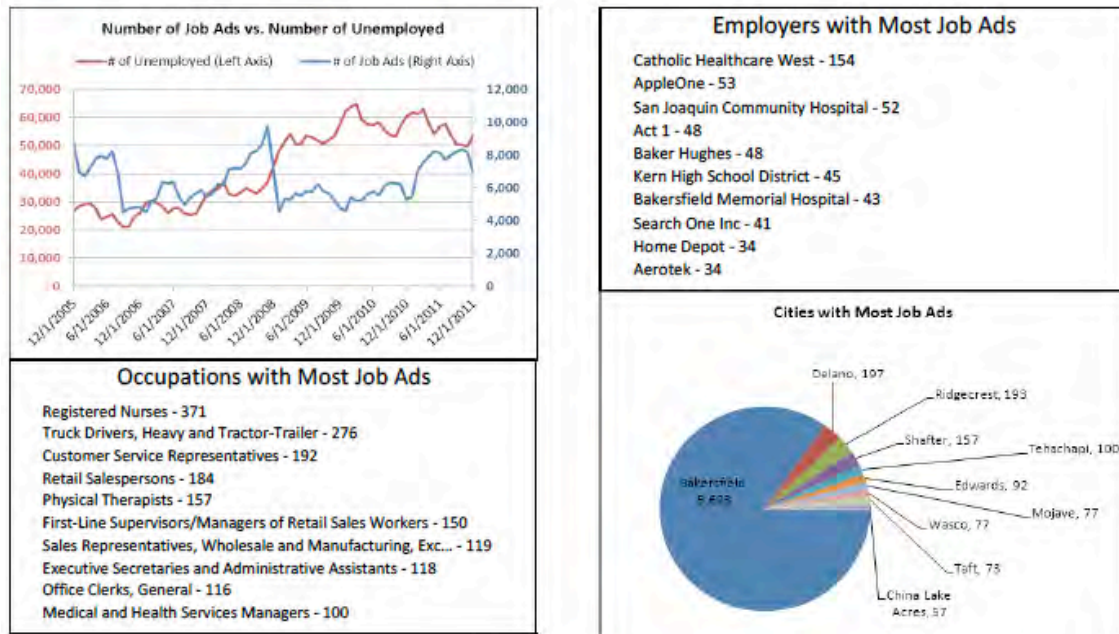 Number of Job Ads vs. Number of Unemployed
# of Unemployed (Left Axis)
# of Job Ads (Right Axis)
70,000
60,000
50,000
40,000
30,000
20,000
10,000
0
12,000
10,000
8,000
6,000
4,000
2,000
0
12/1/2005
6/1/2006
12/1/2006
6/1/2007
12/1/2007
6/1/2008
12/1/2008
6/1/2009
12/1/2009
6/1/2010
12/1/2010
6/1/2011
12/1/2011
Employers with Most Job Ads
Catholic Healthcare West - 154
AppleOne - 53
San Joaquin Community Hospital - 52
Act 1 - 48
Baker Hughes - 48
Kern High School District - 45
Bakersfield Memorial Hospital - 43
Search One Inc - 41
Home Depot - 34
Aerotek - 34
Occupations with Most Job Ads
Registered Nurses - 371
Truck Drivers, Heavy and Tractor-Trailer - 276
Customer Service Representatives - 192
Retail Salespersons - 184
Physical Therapists - 157
First-Line Supervisors/Managers of Retail Sales Workers - 150
Sales Representatives, Wholesale and Manufacturing, Exc... - 119
Executive Secretaries and Administrative Assistants - 118
Office Clerks, General - 116
Medical and Health Services Managers - 100
Cities with Most Job Ads
Delano, 197
Ridgecrest, 193
Shafter, 157
Tehachapi, 100
Edwards, 92
Mojave, 77
Wasco, 77
Taft, 73
China Lake
Acres, 57
Bakersfield